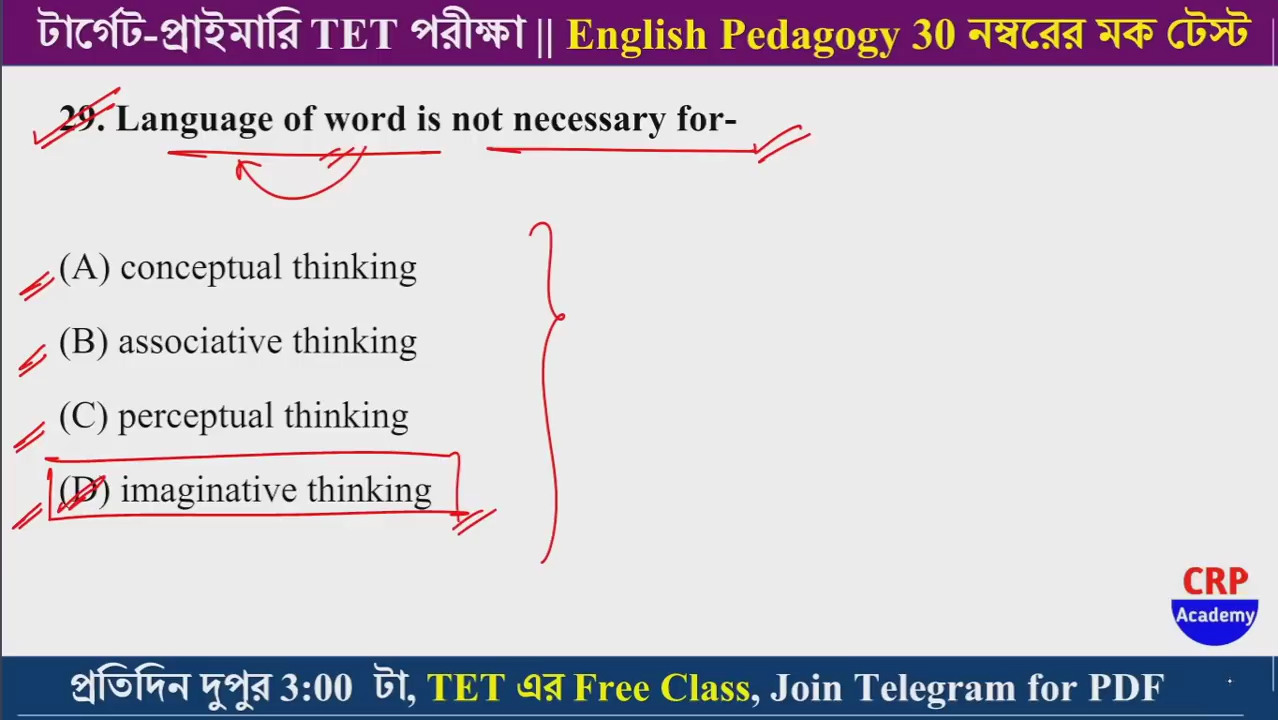 টার্গেট-প্রাইমারি TET পরীক্ষা || English Pedagogy 30 নম্বরের মক টেস্ট
29. Language of word is not necessary for-
(A) conceptual thinking
(B) associative thinking
(C) perceptual thinking
(D) imaginative thinking
CRP
Academy
প্রতিদিন দুপুর 3:00 টা, TET এর Free Class, Join Telegram for PDF